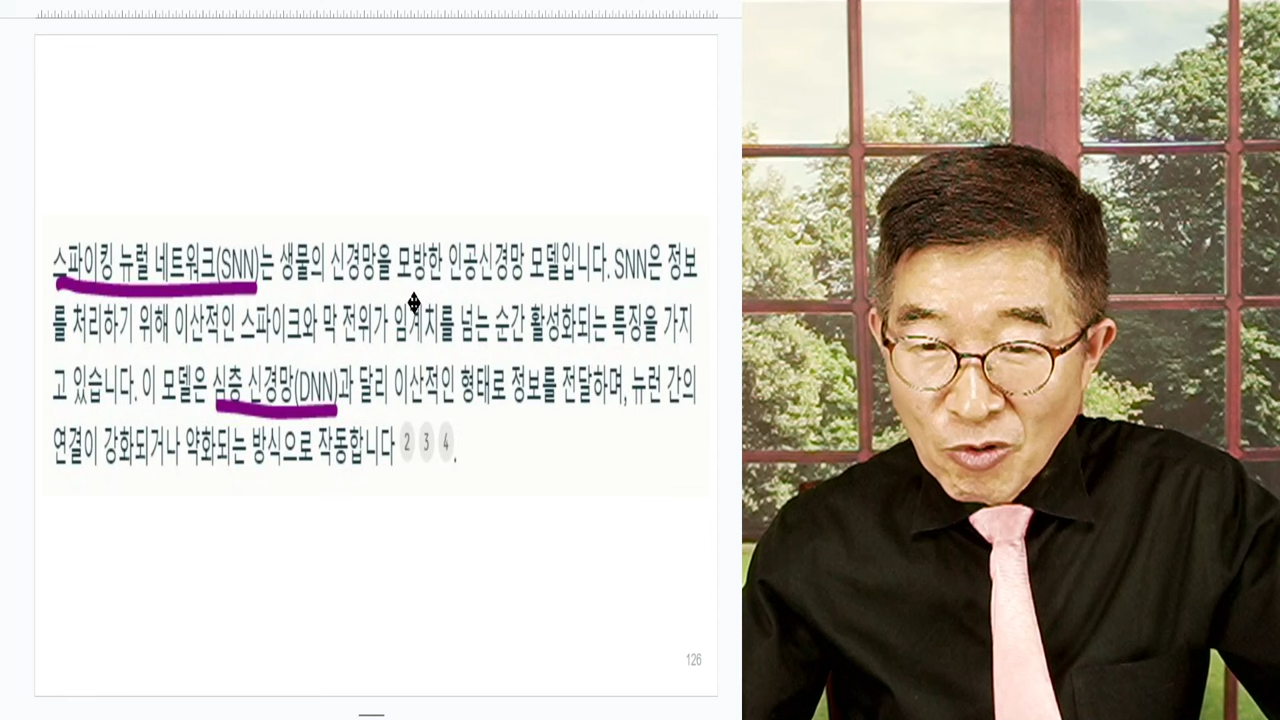 스파이킹 뉴럴 네트워크(SNN)는 생물의 신경망을 모방한 인공신경망 모델입니다. SNN은 정보
를 처리하기 위해 이산적인 스파이크와 막 전위가 임계치를 넘는 순간 활성화되는 특징을 가지
고 있습니다. 이 모델은 심층 신경망(DNN)과 달리 이산적인 형태로 정보를 전달하며, 뉴런 간의
연결이 강화되거나 약화되는 방식으로 작동합니다 2 3 4 .
126